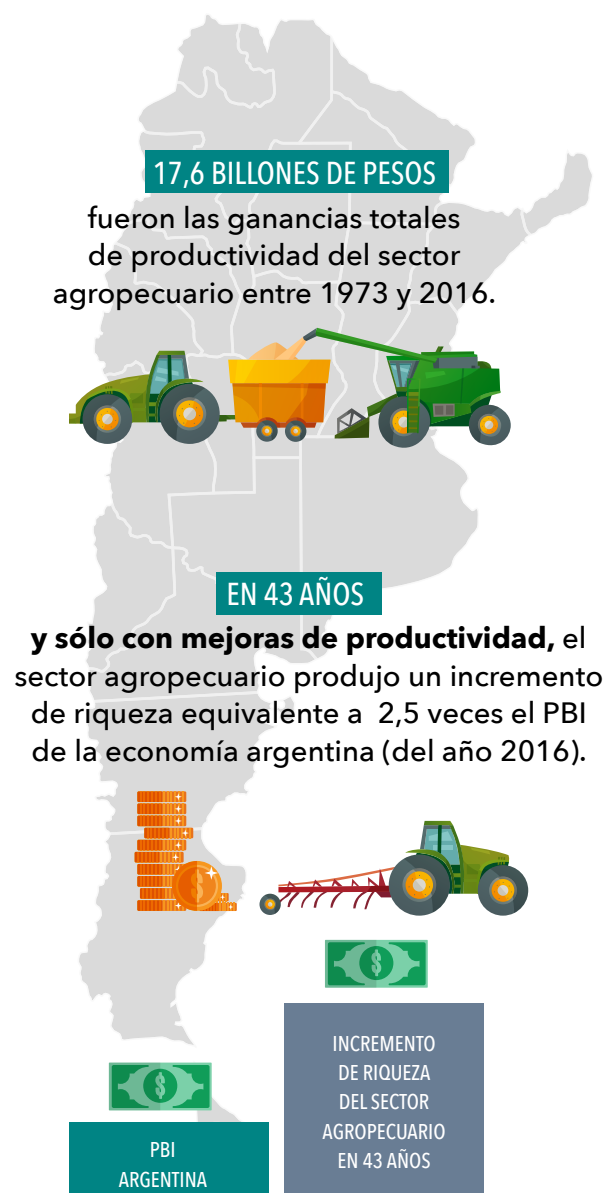 17,6 BILLONES DE PESOS
fueron las ganancias totales
de productividad del sector
agropecuario entre 1973 y 2016.
EN 43 AÑOS
y sólo con mejoras de productividad, el
sector agropecuario produjo un incremento
de riqueza equivalente a 2,5 veces el PBI
de la economía argentina (del año 2016).
$
$
$
INCREMENTO
DE RIQUEZA
DEL SECTOR
AGROPECUARIO
EN 43 AÑOS
PBI
ARGENTINA